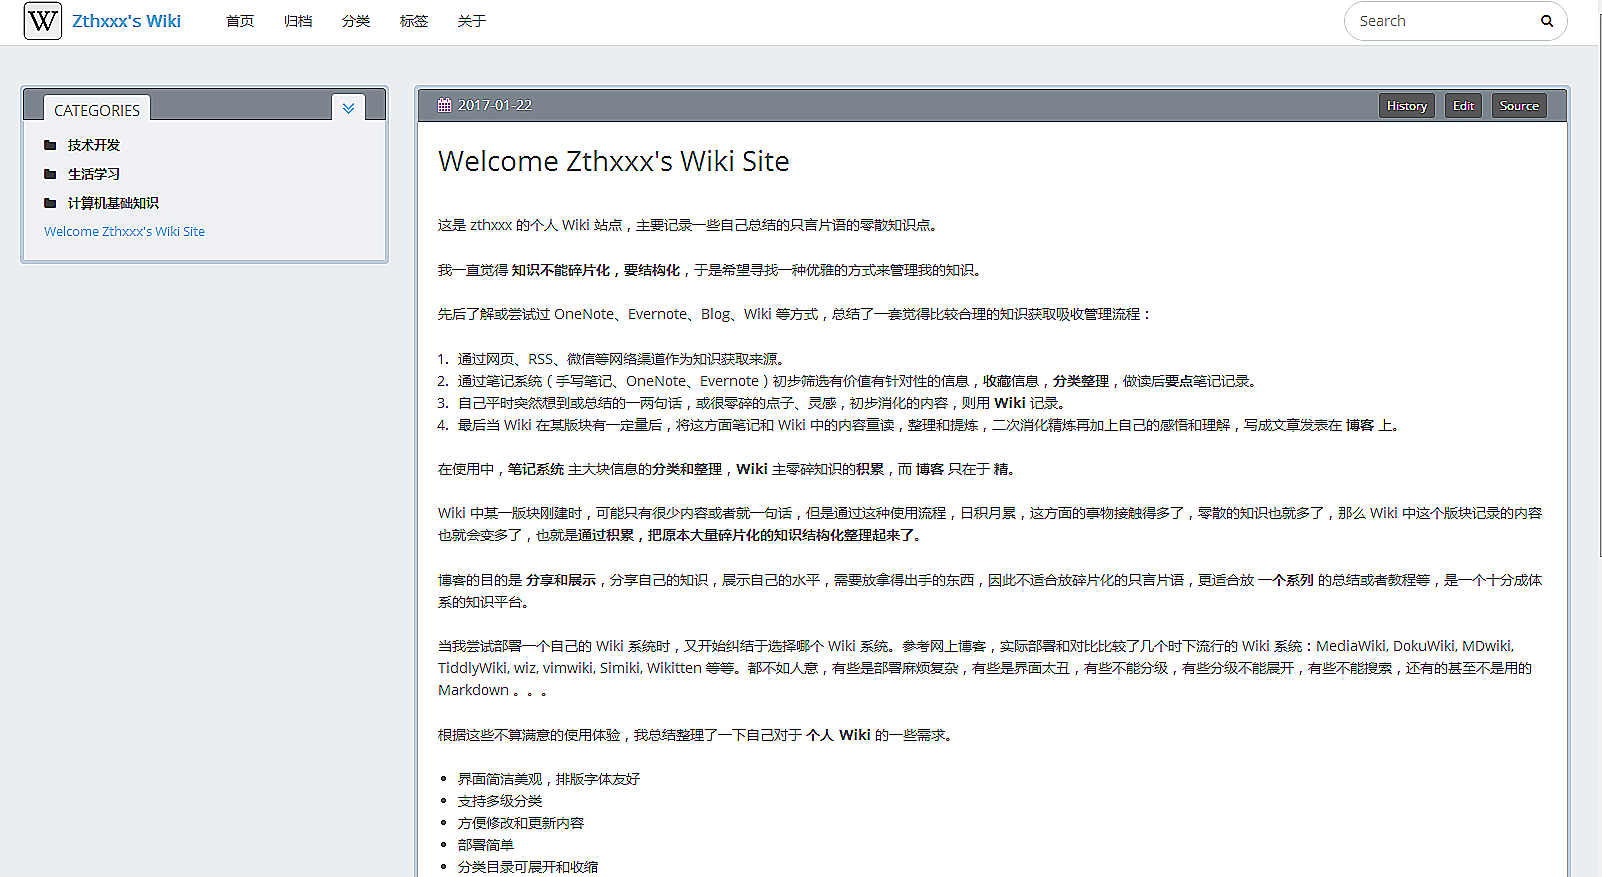 W Zthxxx's Wiki 首页 归档 分类 标签 关于 Search
CATEGORIES
技术开发
生活学习
计算机基础知识
Welcome Zthxxx's Wiki Site
2017-01-22 History Edit Source
Welcome Zthxxx's Wiki Site
这是 zthxxx 的个人 Wiki 站点，主要记录一些自己总结的只言片语的零散知识点。
我一直觉得 知识不能碎片化，要结构化，于是希望寻找一种优雅的方式来管理我的知识。
先后了解或尝试过 OneNote、Evernote、Blog、Wiki 等方式，总结了一套觉得比较合理的知识获取吸收管理流程：
1. 通过网页、RSS、微信等网络渠道作为知识获取来源。
2. 通过笔记系统（手写笔记、OneNote、Evernote）初步筛选有价值有针对性的信息，收藏信息，分类整理，做读后要点笔记记录。
3. 自己平时突然想到或总结的一两句话，或很零碎的点子、灵感，初步消化的内容，则用 Wiki 记录。
4. 最后当 Wiki 在某版块有一定量后，将这方面笔记和 Wiki 中的内容重读，整理和提炼，二次消化精炼再加上自己的感悟和理解，写成文章发表在 博客 上。
在使用中，笔记系统 主大块信息的分类和整理，Wiki 主零碎知识的积累，而 博客 只在于 精。
Wiki 中某一版块刚建时，可能只有很少内容或者就一句话，但是通过这种使用流程，日积月累，这方面的事物接触得多了，零散的知识也就多了，那么 Wiki 中这个版块记录的内容
也就会变多了，也就是通过积累，把原本大量碎片化的知识结构化整理起来了。
博客的目的是 分享和展示，分享自己的知识，展示自己的水平，需要放拿得出手的东西，因此不适合放碎片化的只言片语，更适合放 一个系列 的总结或者教程等，是一个十分成体
系的知识平台。
当我尝试部署一个自己的 Wiki 系统时，又开始纠结于选择哪个 Wiki 系统。参考网上博客，实际部署和对比比较了几个时下流行的 Wiki 系统：MediaWiki, DokuWiki, MDwiki,
TiddlyWiki, wiz, vimwiki, Simiki, Wikitten 等等。都不如人意，有些是部署麻烦复杂，有些是界面太丑，有些不能分级，有些分级不能展开，有些不能搜索，还有的甚至不是用的
Markdown 。。。
根据这些不算满意的使用体验，我总结整理了一下自己对于 个人 Wiki 的一些需求。
• 界面简洁美观，排版字体友好
• 支持多级分类
• 方便修改和更新内容
• 部署简单
• 分类目录可展开和收缩